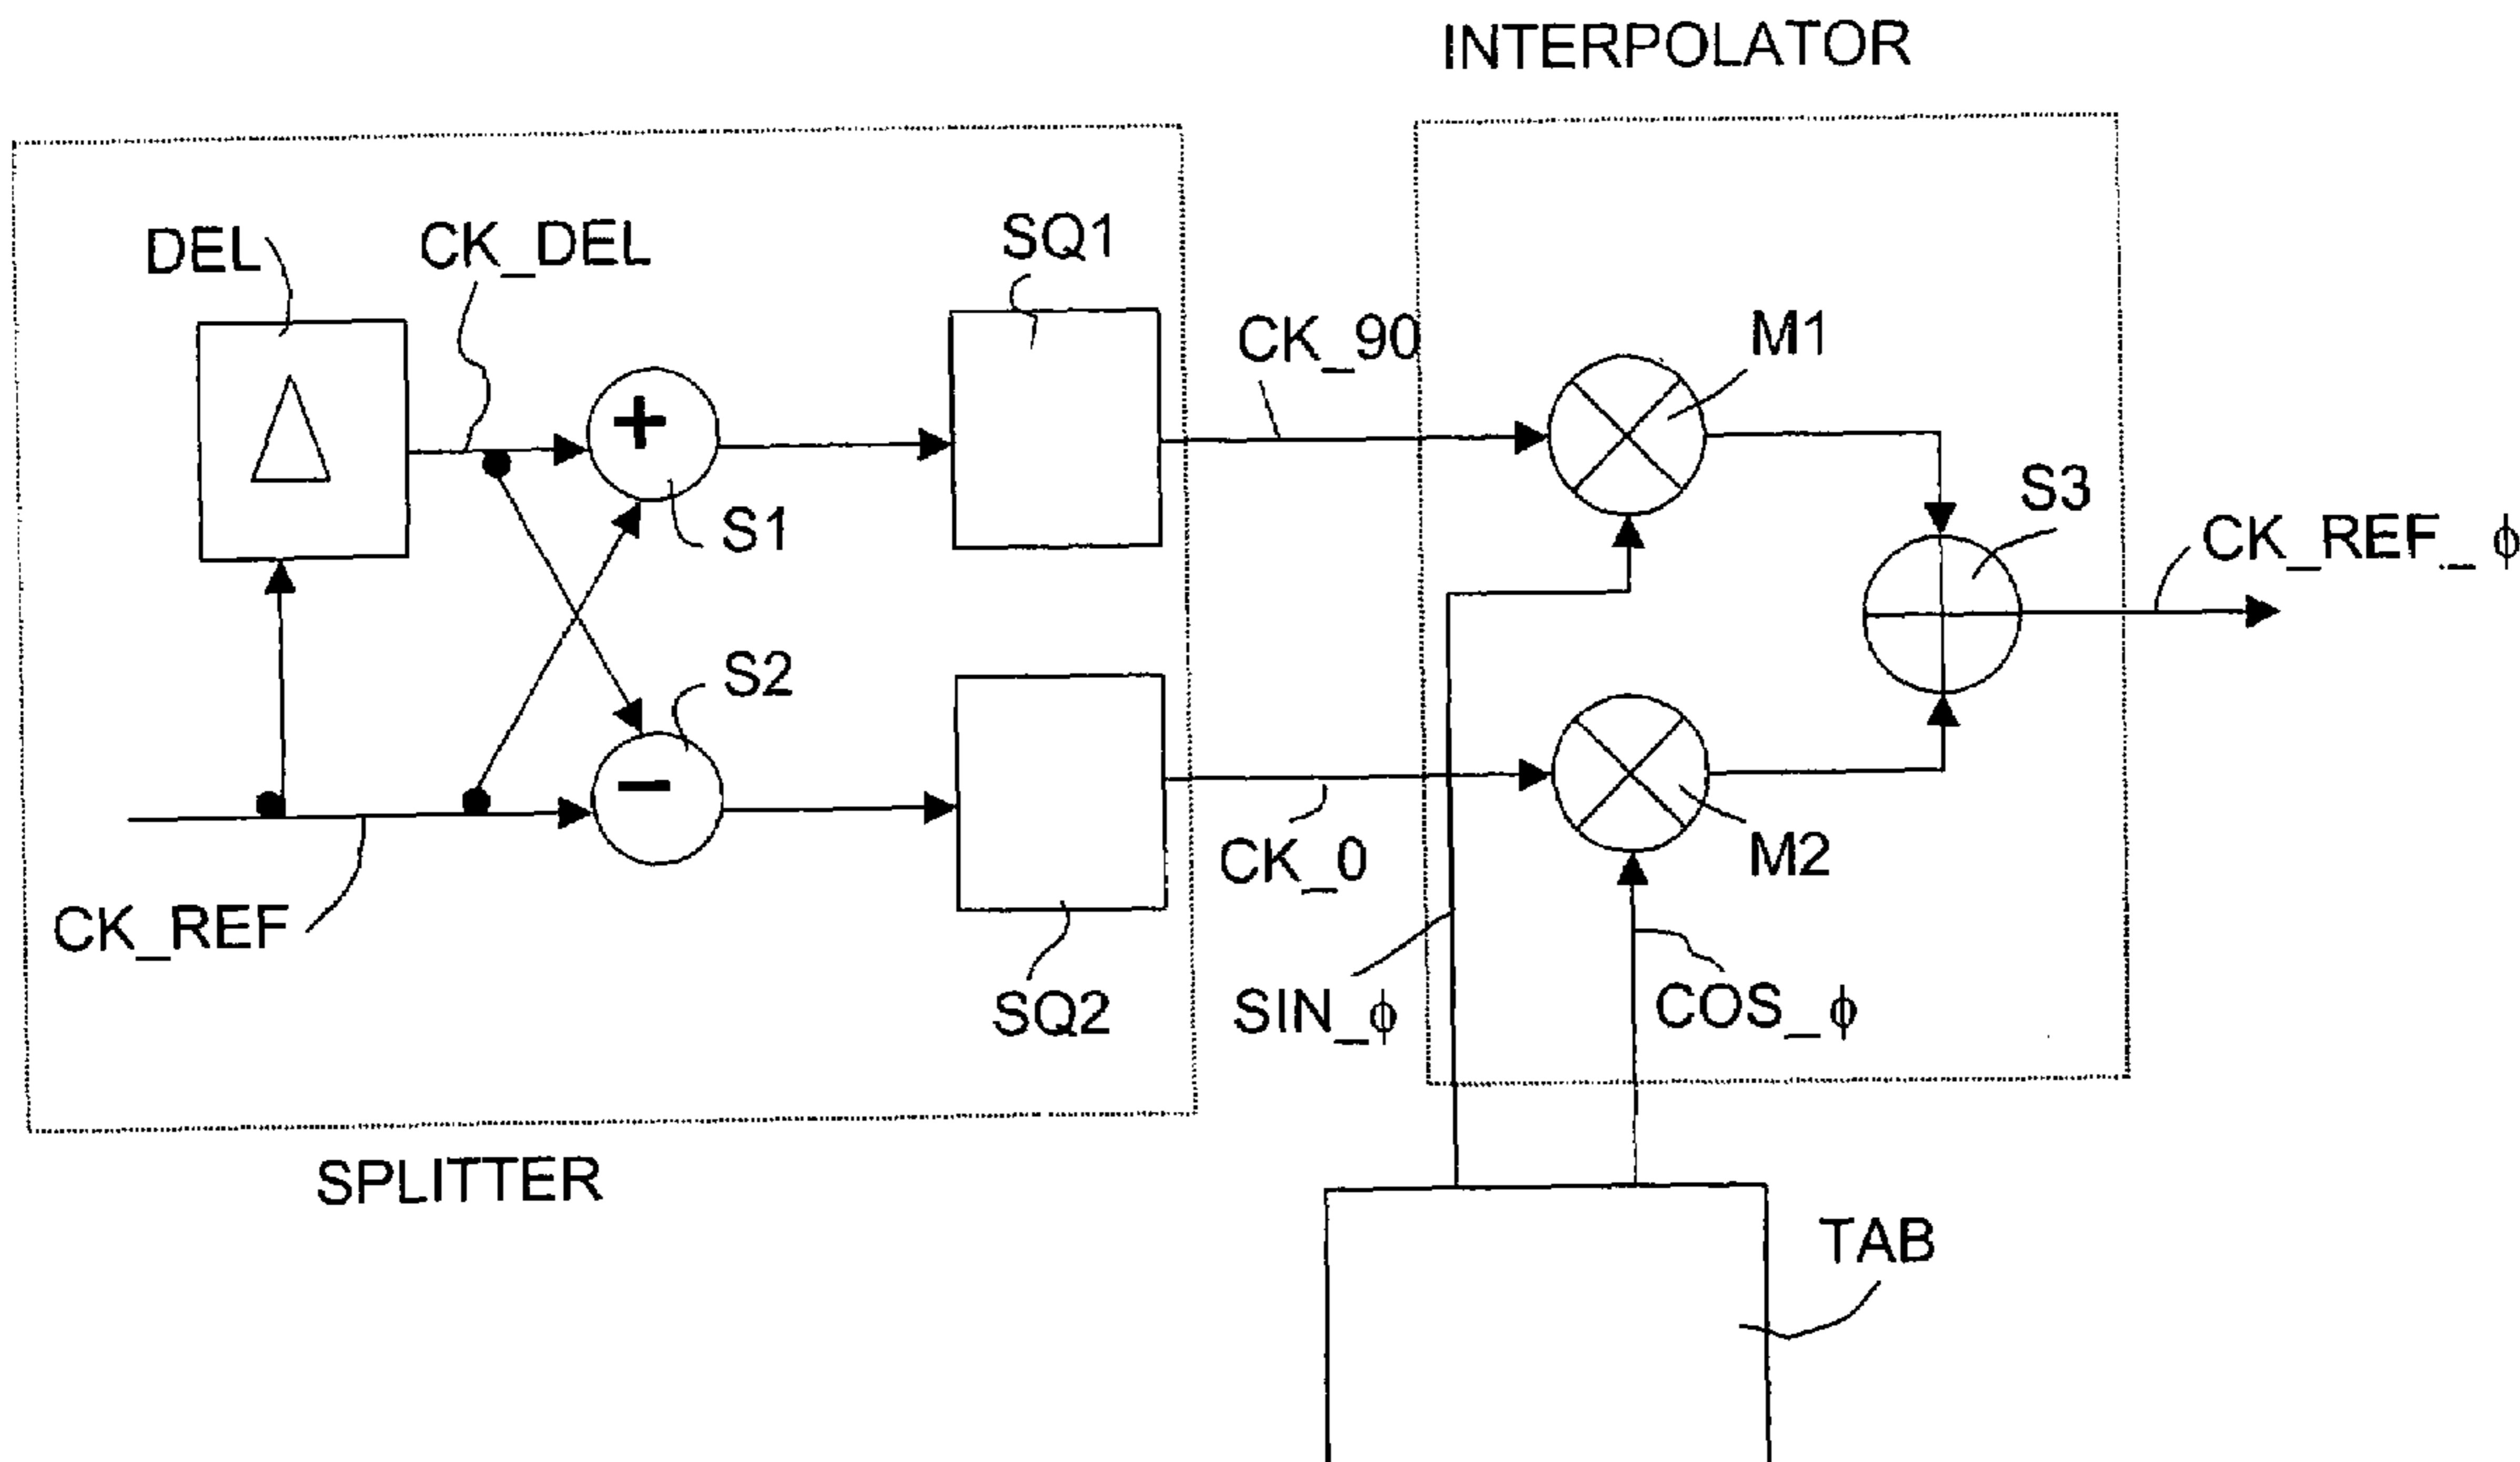 INTERPOLATOR
DEL
CK_DEL
SQ1
CK_90
M1
+
S1
S3
CK_REF_ϕ
S2
−
CK_0
M2
CK_REF
SQ2
SIN_ϕ
COS_ϕ
SPLITTER
TAB